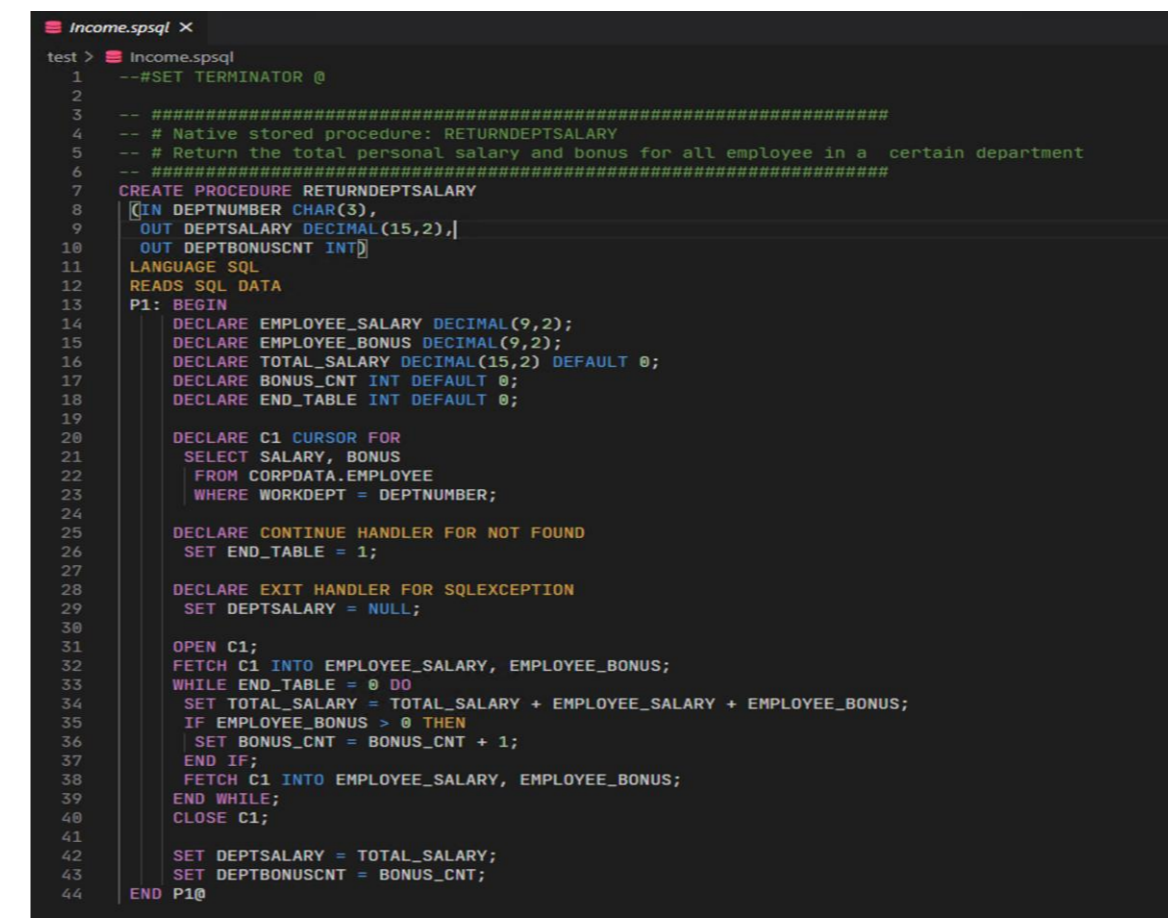 Income.spsql ×
test > Income.spsql
1 --#SET TERMINATOR @
2
3 -- ####################################################################
4 -- # Native stored procedure: RETURNDEPTSALARY
5 -- # Return the total personal salary and bonus for all employee in a  certain department
6 -- ####################################################################
7 CREATE PROCEDURE RETURNDEPTSALARY
8 (IN DEPTNUMBER CHAR(3),
9 OUT DEPTSALARY DECIMAL(15,2),
10 OUT DEPTBONUSCNT INT)
11 LANGUAGE SQL
12 READS SQL DATA
13 P1: BEGIN
14 DECLARE EMPLOYEE_SALARY DECIMAL(9,2);
15 DECLARE EMPLOYEE_BONUS DECIMAL(9,2);
16 DECLARE TOTAL_SALARY DECIMAL(15,2) DEFAULT 0;
17 DECLARE BONUS_CNT INT DEFAULT 0;
18 DECLARE END_TABLE INT DEFAULT 0;
19
20 DECLARE C1 CURSOR FOR
21 SELECT SALARY, BONUS
22 FROM CORPDATA.EMPLOYEE
23 WHERE WORKDEPT = DEPTNUMBER;
24
25 DECLARE CONTINUE HANDLER FOR NOT FOUND
26 SET END_TABLE = 1;
27
28 DECLARE EXIT HANDLER FOR SQLEXCEPTION
29 SET DEPTSALARY = NULL;
30
31 OPEN C1;
32 FETCH C1 INTO EMPLOYEE_SALARY, EMPLOYEE_BONUS;
33 WHILE END_TABLE = 0 DO
34 SET TOTAL_SALARY = TOTAL_SALARY + EMPLOYEE_SALARY + EMPLOYEE_BONUS;
35 IF EMPLOYEE_BONUS > 0 THEN
36 SET BONUS_CNT = BONUS_CNT + 1;
37 END IF;
38 FETCH C1 INTO EMPLOYEE_SALARY, EMPLOYEE_BONUS;
39 END WHILE;
40 CLOSE C1;
41
42 SET DEPTSALARY = TOTAL_SALARY;
43 SET DEPTBONUSCNT = BONUS_CNT;
44 END P1@